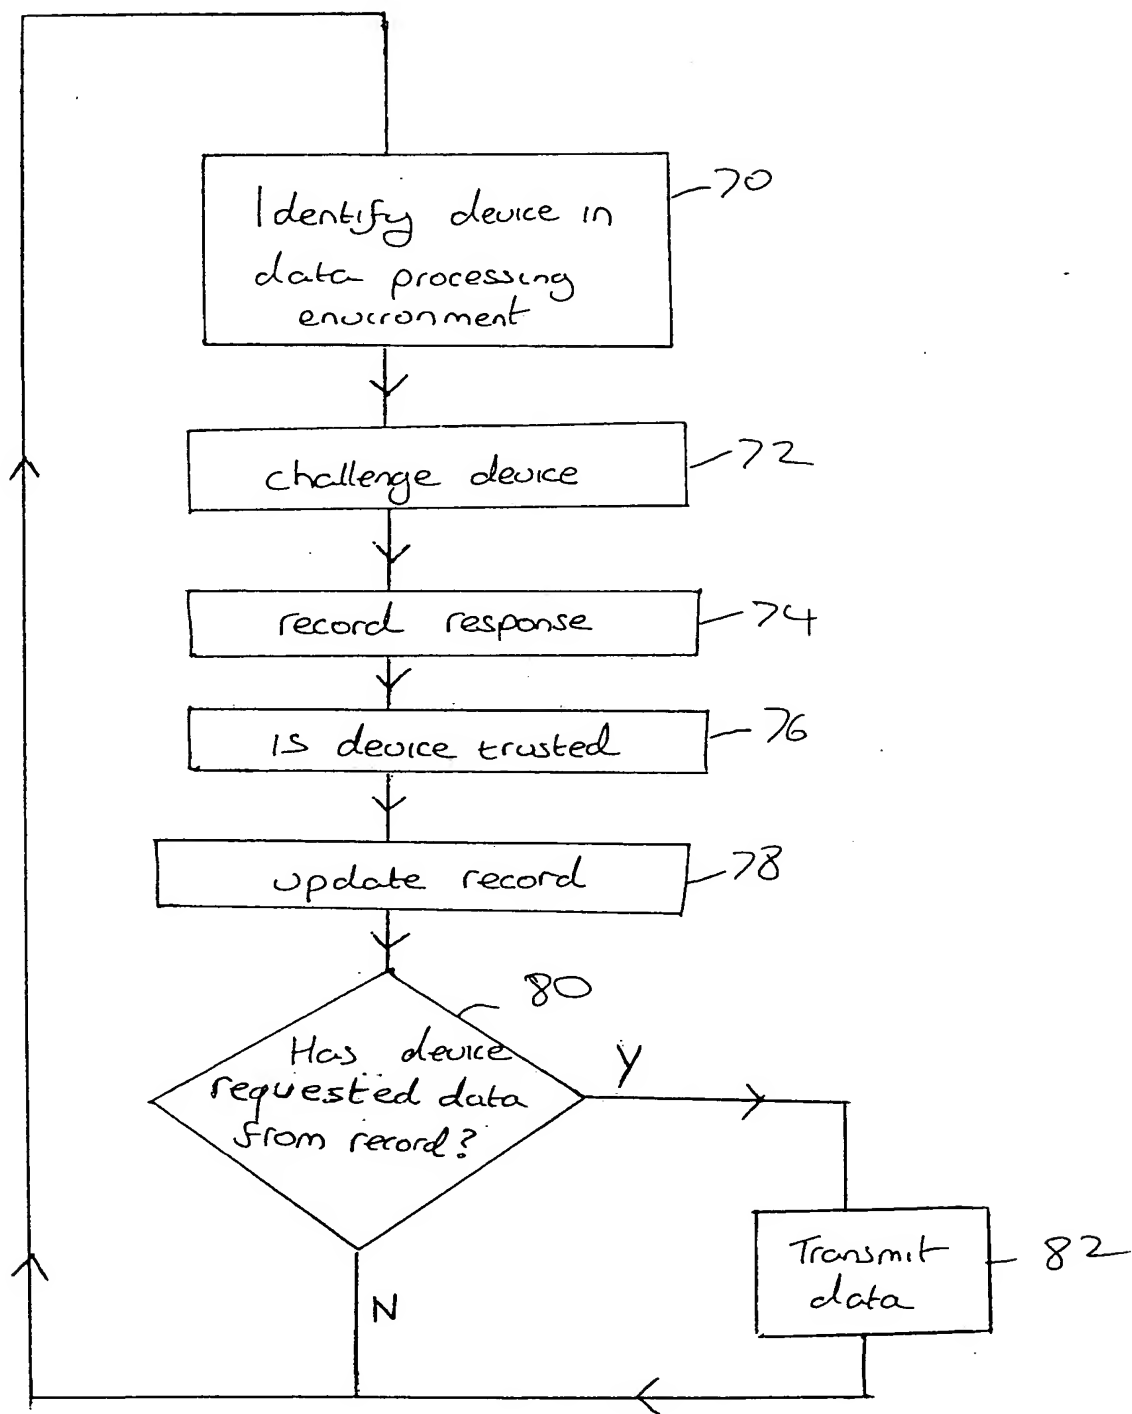 Identify device in
data processing
environment
70
challenge device
72
record response
74
is device trusted
76
update record
78
80
Has device
requested data
from record?
Y
Transmit
data
82
N